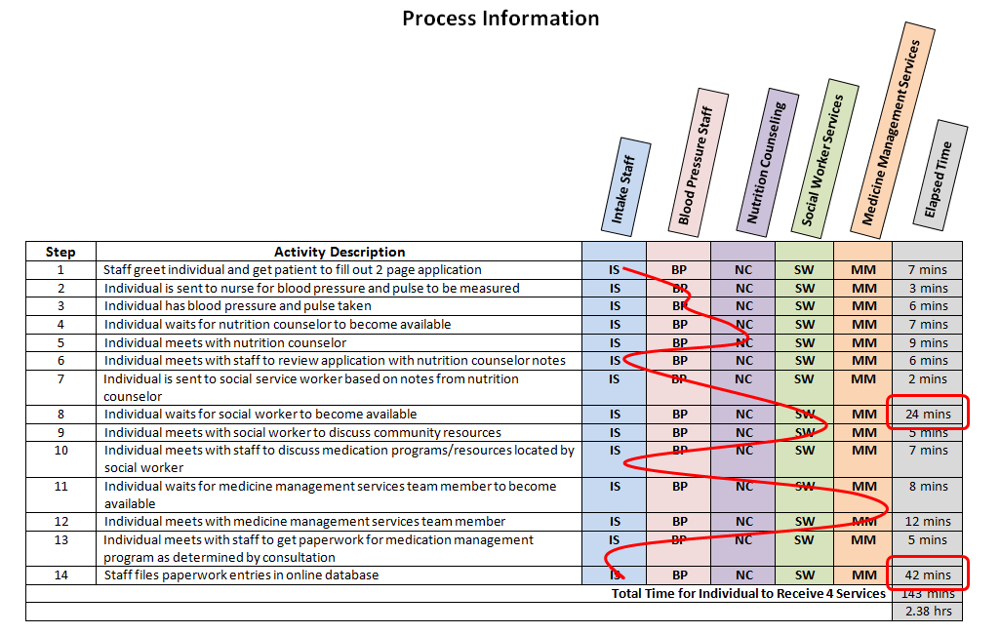 Process Information
Intake Staff
Blood Pressure Staff
Nutrition Counseling
Social Worker Services
Medicine Management Services
Elapsed Time
Step Activity Description
1 Staff greet individual and get patient to fill out 2 page application IS BP NC SW MM 7 mins
2 Individual is sent to nurse for blood pressure and pulse to be measured IS BP NC SW MM 3 mins
3 Individual has blood pressure and pulse taken IS BP NC SW MM 6 mins
4 Individual waits for nutrition counselor to become available IS BP NC SW MM 7 mins
5 Individual meets with nutrition counselor IS BP NC SW MM 9 mins
6 Individual meets with staff to review application with nutrition counselor notes IS BP NC SW MM 6 mins
7 Individual is sent to social service worker based on notes from nutrition IS BP NC SW MM 2 mins
counselor
8 Individual waits for social worker to become available IS BP NC SW MM 24 mins
9 Individual meets with social worker to discuss community resources IS BP NC SW MM 5 mins
10 Individual meets with staff to discuss medication programs/resources located by IS BP NC SW MM 7 mins
social worker
11 Individual waits for medicine management services team member to become IS BP NC SW MM 8 mins
available
12 Individual meets with medicine management services team member IS BP NC SW MM 12 mins
13 Individual meets with staff to get paperwork for medication management IS BP NC SW MM 5 mins
program as determined by consultation
14 Staff files paperwork entries in online database IS BP NC SW MM 42 mins
Total Time for Individual to Receive 4 Services 143 mins
2.38 hrs